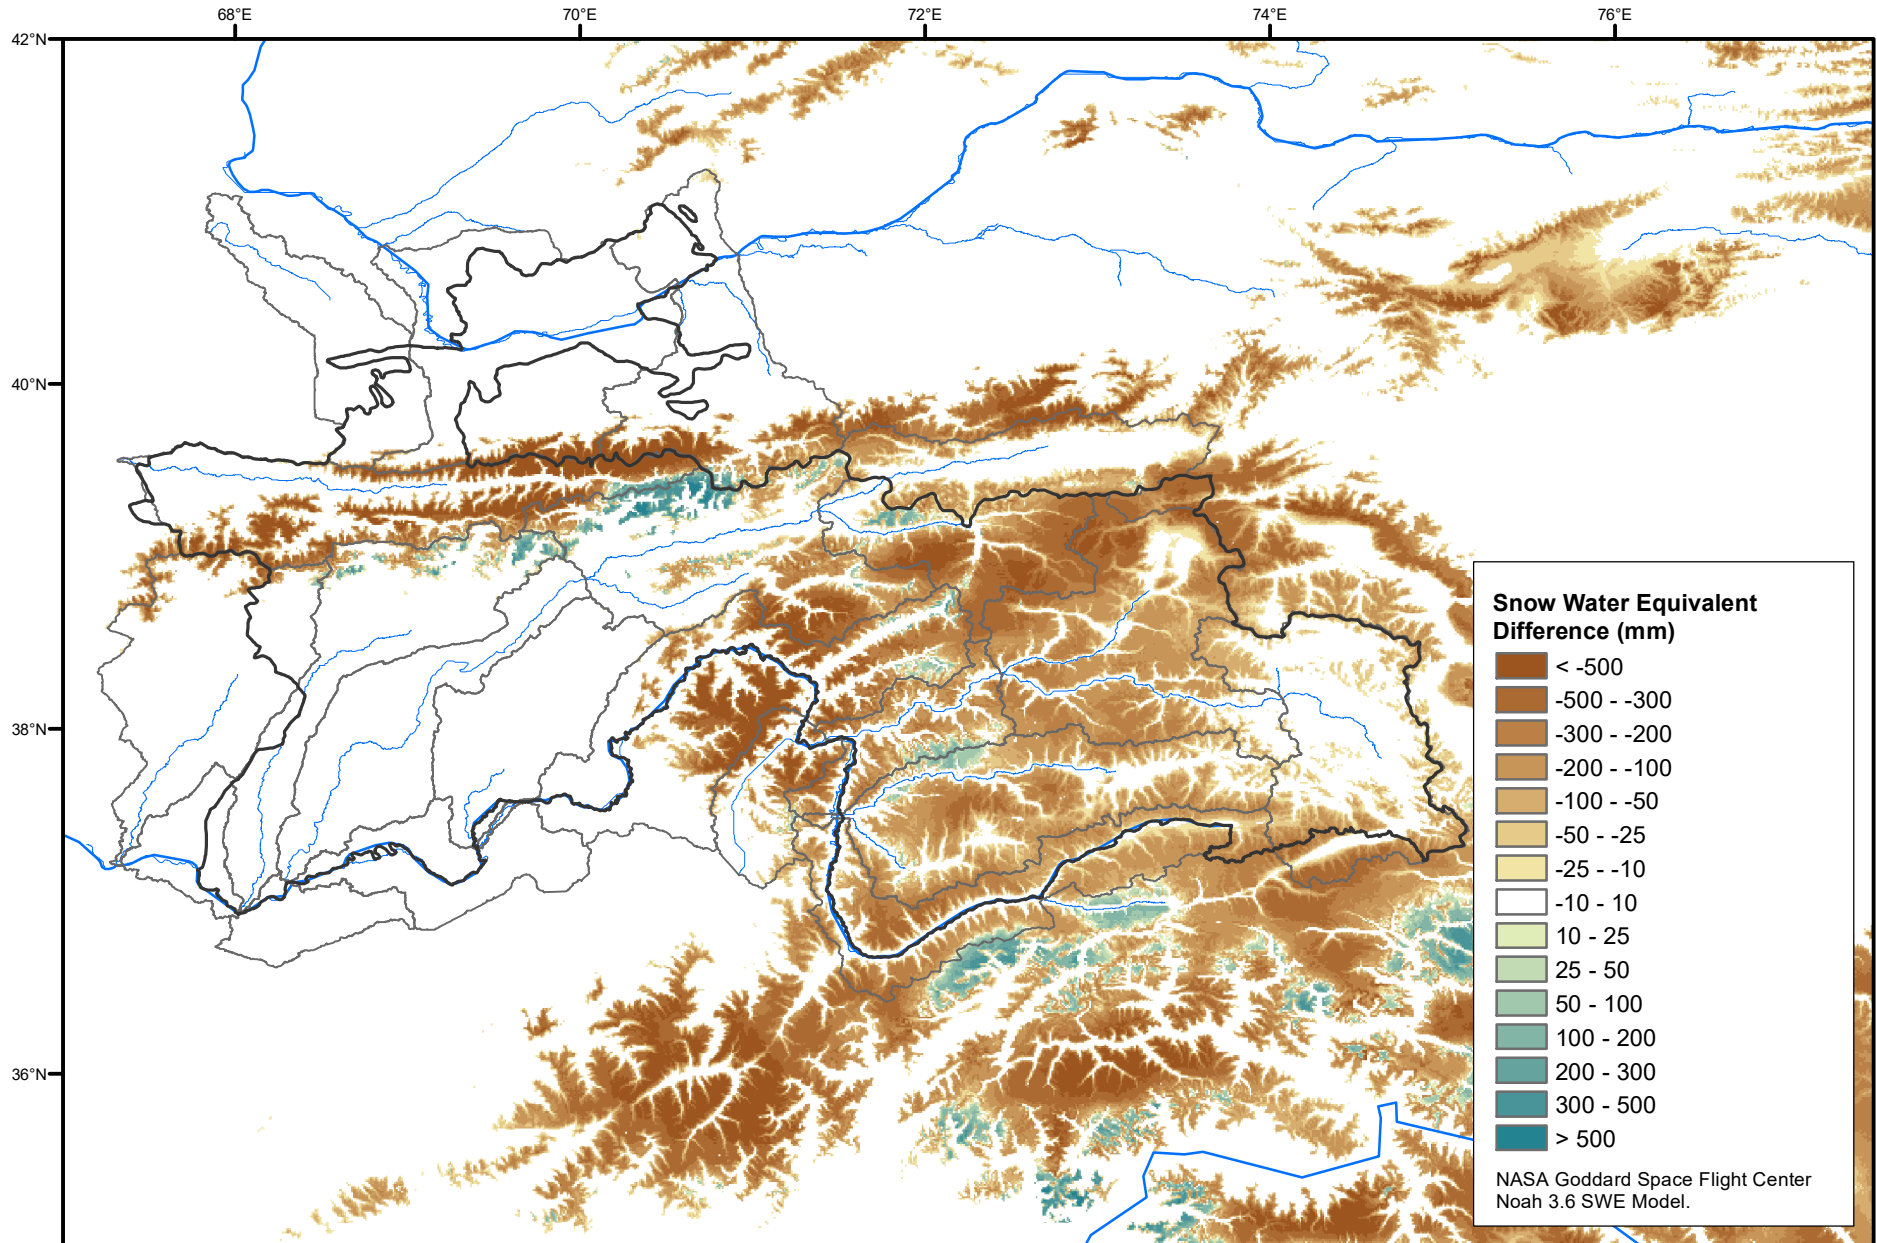 68°E 70°E 72°E 74°E 76°E
42°N
40°N
38°N
36°N
Snow Water Equivalent
Difference (mm)
< -500
-500 - -300
-300 - -200
-200 - -100
-100 - -50
-50 - -25
-25 - -10
-10 - 10
10 - 25
25 - 50
50 - 100
100 - 200
200 - 300
300 - 500
> 500
NASA Goddard Space Flight Center
Noah 3.6 SWE Model.